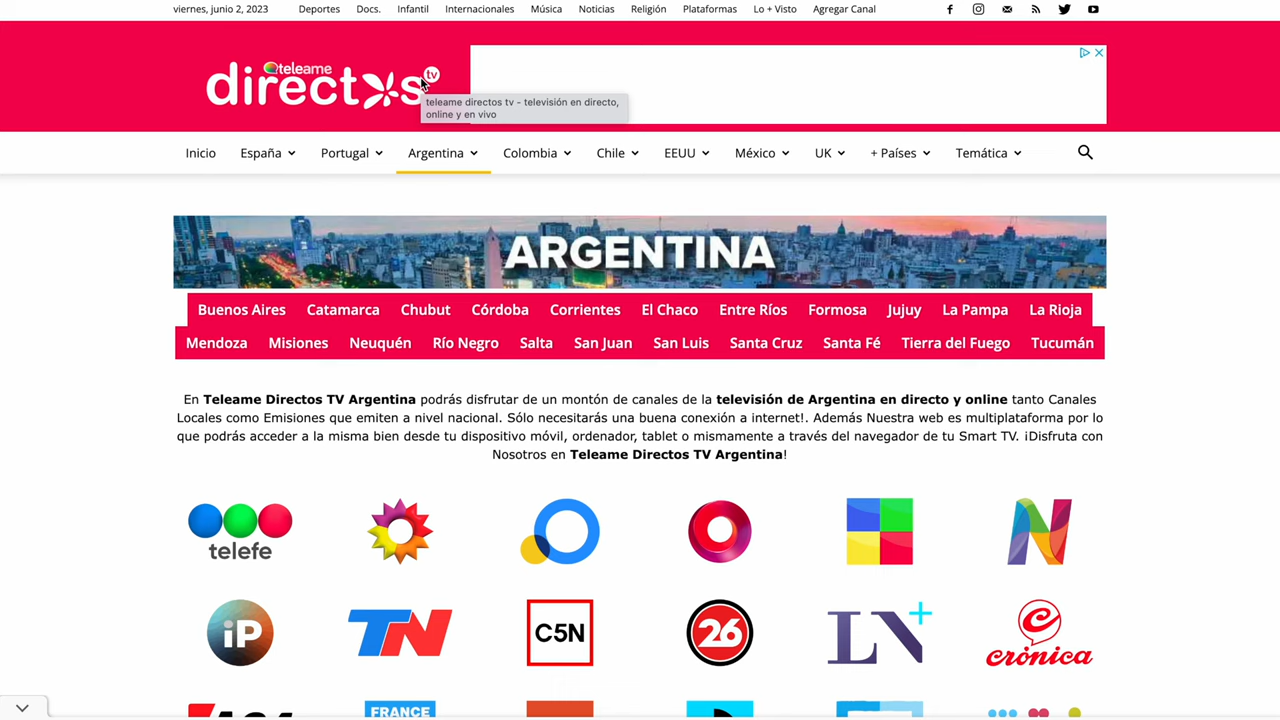 viernes, junio 2, 2023 Deportes Docs. Infantil Internacionales Música Noticias Religión Plataformas Lo + Visto Agregar Canal
teleame
directos tv
teleame directos tv - televisión en directo,
online y en vivo
Inicio España Portugal Argentina Colombia Chile EEUU México UK + Países Temática
ARGENTINA
Buenos Aires Catamarca Chubut Córdoba Corrientes El Chaco Entre Ríos Formosa Jujuy La Pampa La Rioja
Mendoza Misiones Neuquén Río Negro Salta San Juan San Luis Santa Cruz Santa Fé Tierra del Fuego Tucumán
En Teleame Directos TV Argentina podrás disfrutar de un montón de canales de la televisión de Argentina en directo y online tanto Canales
Locales como Emisiones que emiten a nivel nacional. Sólo necesitarás una buena conexión a internet!. Además Nuestra web es multiplataforma por lo
que podrás acceder a la misma bien desde tu dispositivo móvil, ordenador, tablet o mismamente a través del navegador de tu Smart TV. ¡Disfruta con
Nosotros en Teleame Directos TV Argentina!
telefe N
iP TN C5N 26 LN+ crónica
FRANCE